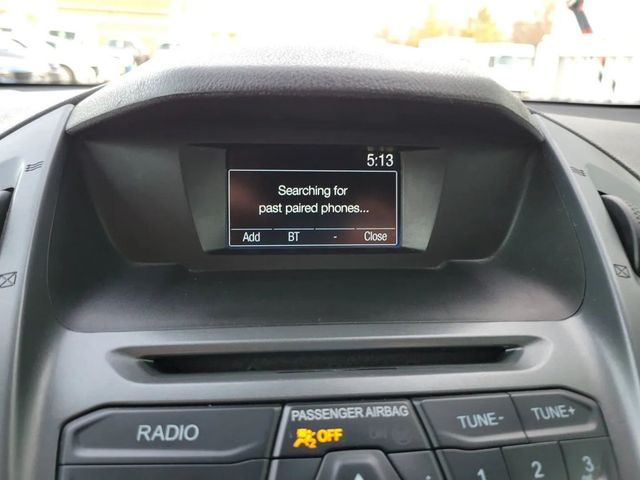 5:13
Searching for
past paired phones...
Add BT - Close
PASSENGER AIRBAG
RADIO OFF TUNE- TUNE+
1 2 3